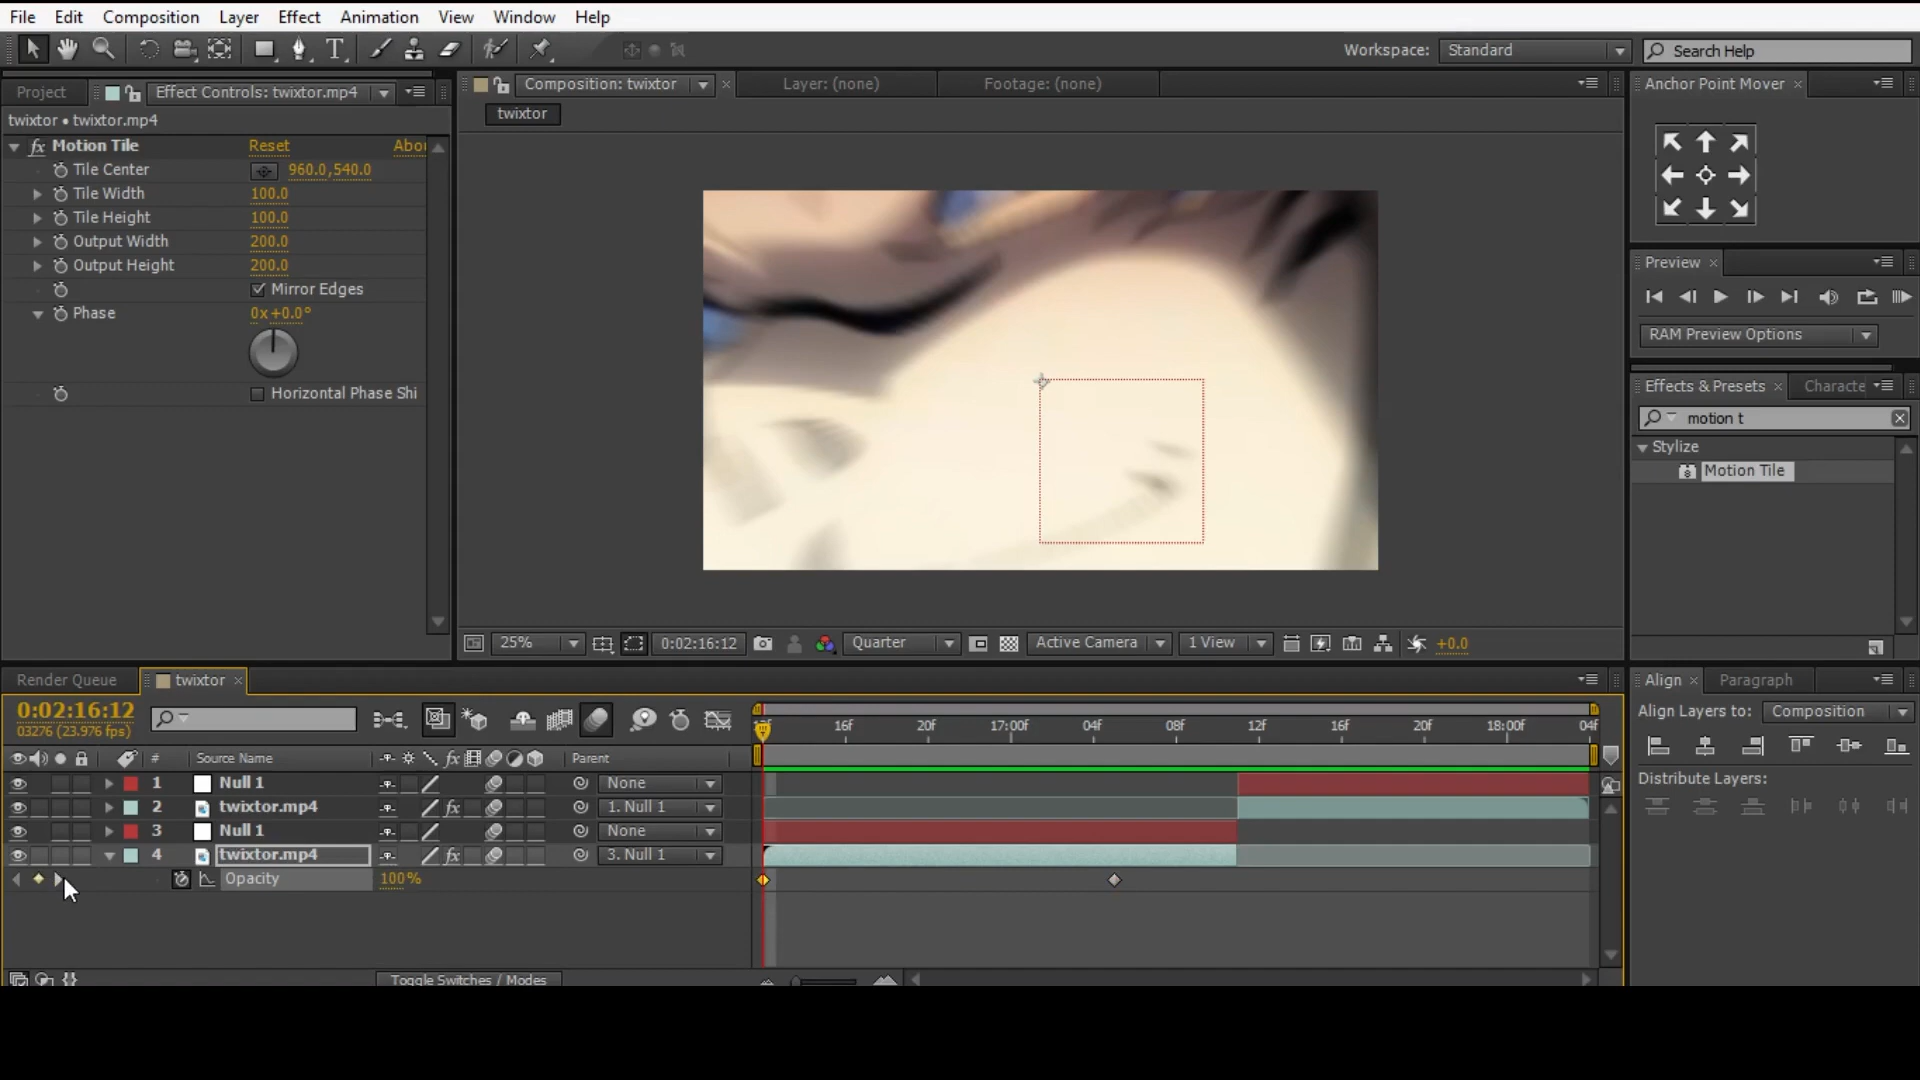 File Edit Composition Layer Effect Animation View Window Help
Workspace: Standard Search Help
Project Effect Controls: twixtor.mp4
twixtor • twixtor.mp4
fx Motion Tile Reset Abou
Tile Center 960.0,540.0
Tile Width 100.0
Tile Height 100.0
Output Width 200.0
Output Height 200.0
Mirror Edges
Phase 0x+0.0°
Horizontal Phase Shi
Composition: twixtor Layer: (none) Footage: (none)
twixtor
25% 0:02:16:12 Quarter Active Camera 1 View +0.0
Anchor Point Mover
Preview
RAM Preview Options
Effects & Presets Characte
motion t
Stylize
Motion Tile
Render Queue twixtor
0:02:16:12
03276 (23.976 fps)
16f 20f 17:00f 04f 08f 12f 16f 20f 18:00f 04f
# Source Name fx Parent
1 Null 1 None
2 twixtor.mp4 fx 1. Null 1
3 Null 1 None
4 twixtor.mp4 fx 3. Null 1
Opacity 100%
Toggle Switches / Modes
Align Paragraph
Align Layers to: Composition
Distribute Layers: